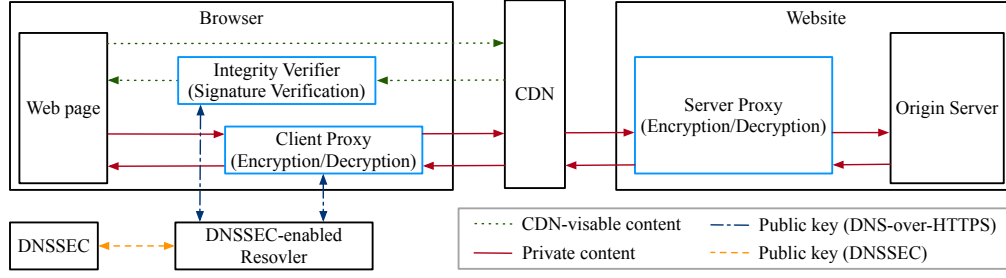 Browser
Website
Web page
Integrity Verifier
(Signature Verification)
Client Proxy
(Encryption/Decryption)
CDN
Server Proxy
(Encryption/Decryption)
Origin Server
DNSSEC
DNSSEC-enabled
Resovler
CDN-visable content
Public key (DNS-over-HTTPS)
Private content
Public key (DNSSEC)